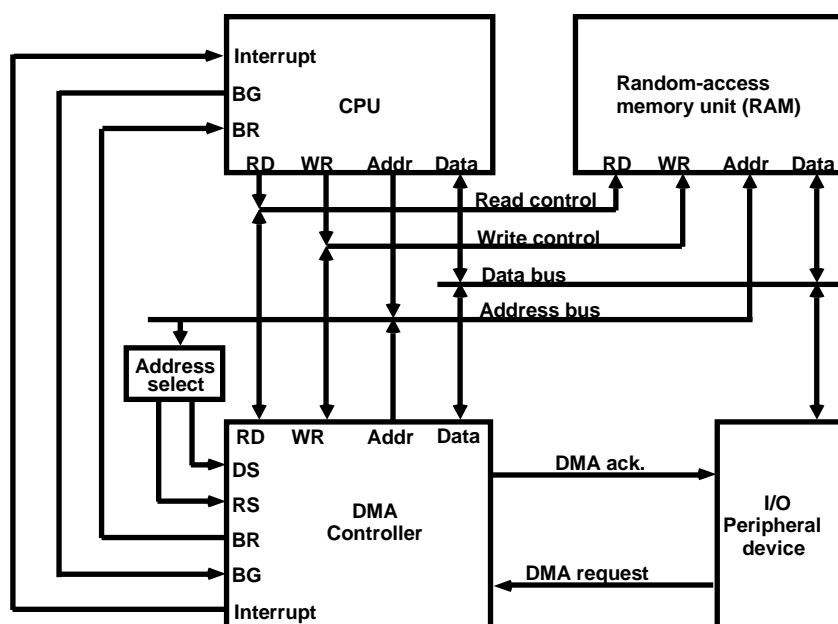 Interrupt
BG
CPU
BR
RD WR Addr Data
Random-access
memory unit (RAM)
RD WR Addr Data
Read control
Write control
Data bus
Address bus
Address
select
RD WR Addr Data
DS
RS
BR
BG
Interrupt
DMA
Controller
DMA ack.
DMA request
I/O
Peripheral
device